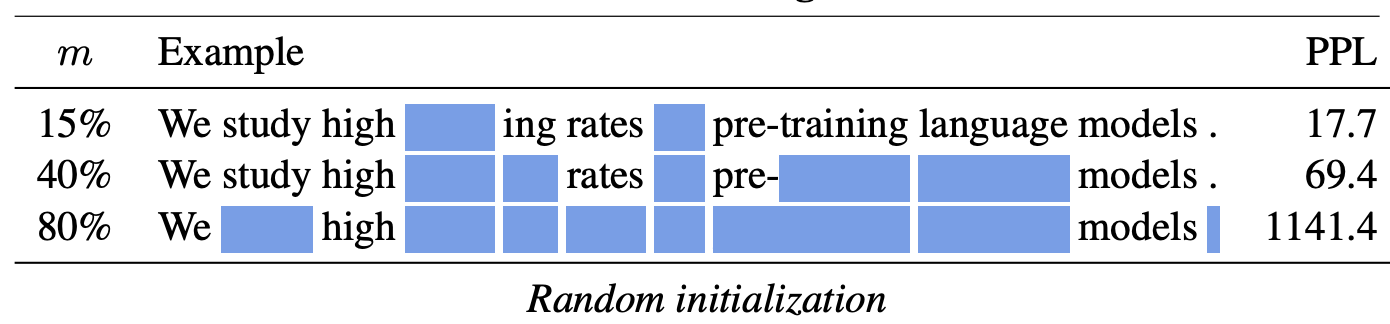 m Example PPL
15% We study high ing rates pre-training language models . 17.7
40% We study high rates pre- models . 69.4
80% We high models 1141.4
Random initialization